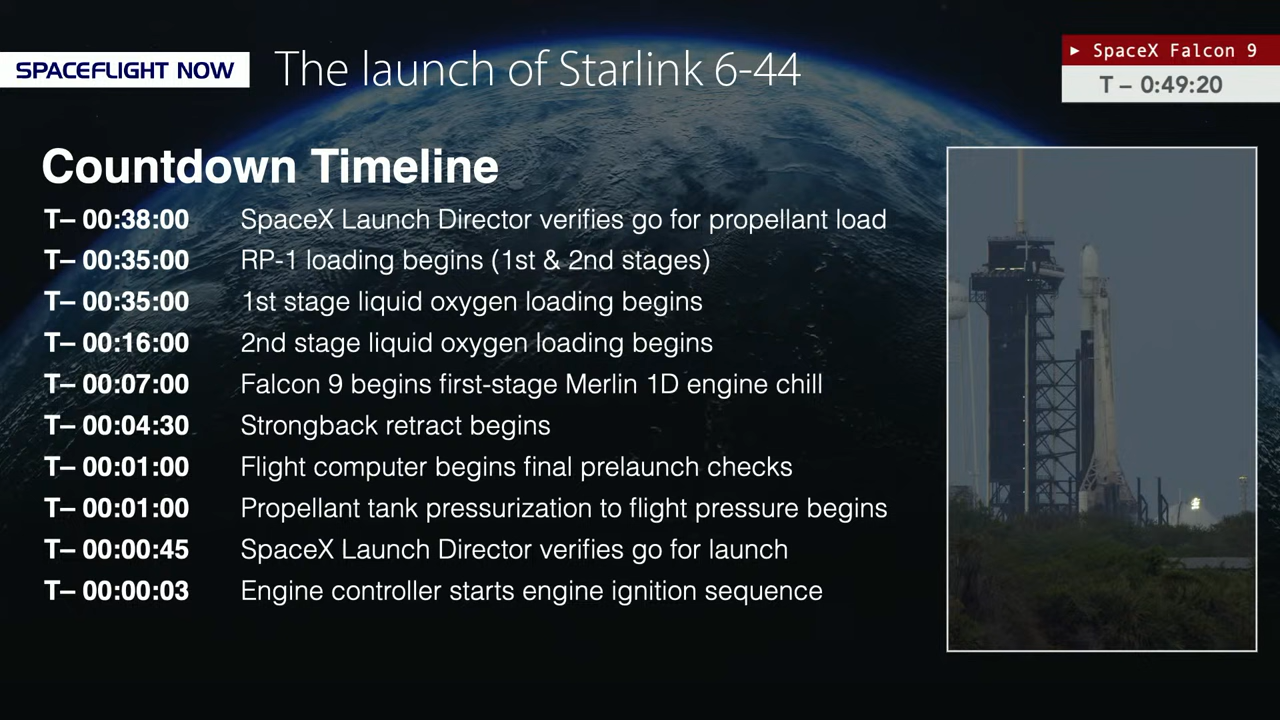 SPACEFLIGHT NOW
The launch of Starlink 6-44
▸ SpaceX Falcon 9
T – 0:49:20
Countdown Timeline
T– 00:38:00 SpaceX Launch Director verifies go for propellant load
T– 00:35:00 RP-1 loading begins (1st & 2nd stages)
T– 00:35:00 1st stage liquid oxygen loading begins
T– 00:16:00 2nd stage liquid oxygen loading begins
T– 00:07:00 Falcon 9 begins first-stage Merlin 1D engine chill
T– 00:04:30 Strongback retract begins
T– 00:01:00 Flight computer begins final prelaunch checks
T– 00:01:00 Propellant tank pressurization to flight pressure begins
T– 00:00:45 SpaceX Launch Director verifies go for launch
T– 00:00:03 Engine controller starts engine ignition sequence